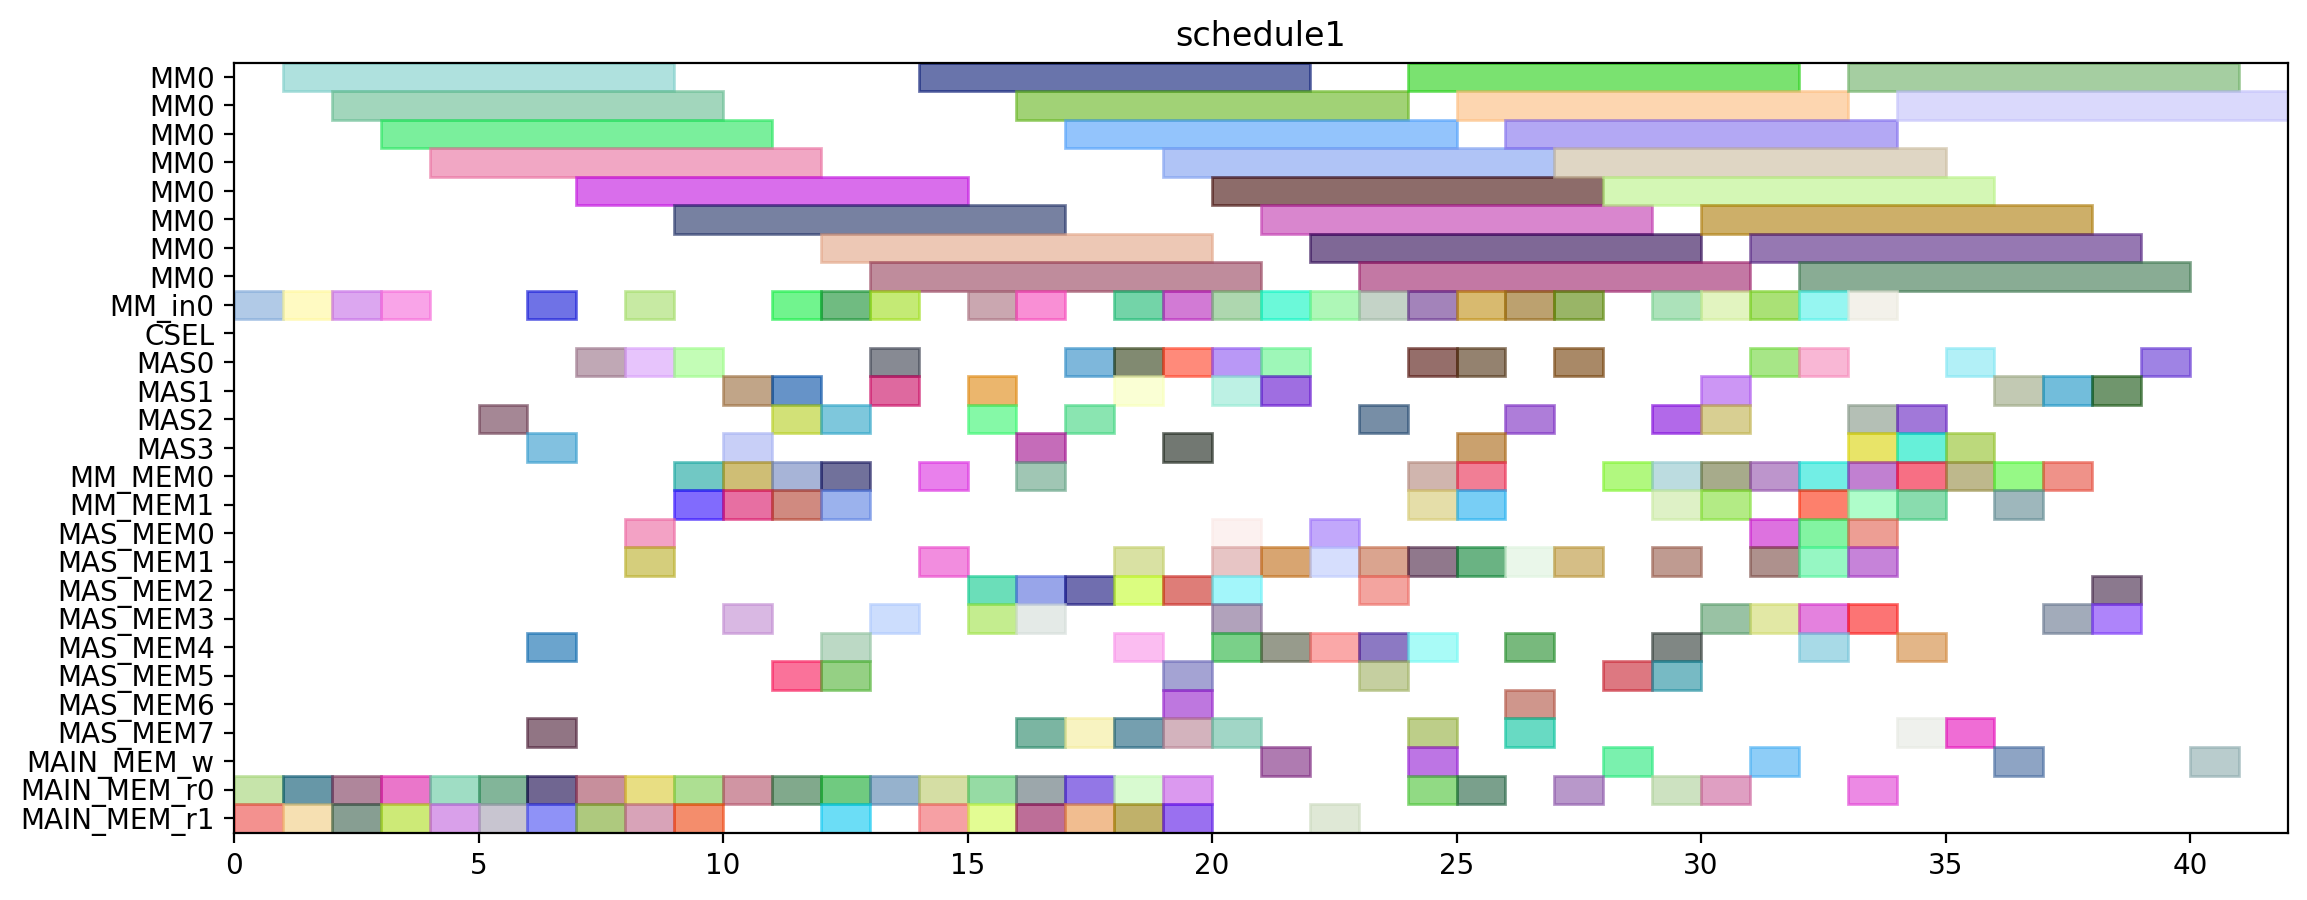 schedule1
MM0
MM0
MM0
MM0
MM0
MM0
MM0
MM0
MM_in0
CSEL
MAS0
MAS1
MAS2
MAS3
MM_MEM0
MM_MEM1
MAS_MEM0
MAS_MEM1
MAS_MEM2
MAS_MEM3
MAS_MEM4
MAS_MEM5
MAS_MEM6
MAS_MEM7
MAIN_MEM_w
MAIN_MEM_r0
MAIN_MEM_r1
0 5 10 15 20 25 30 35 40